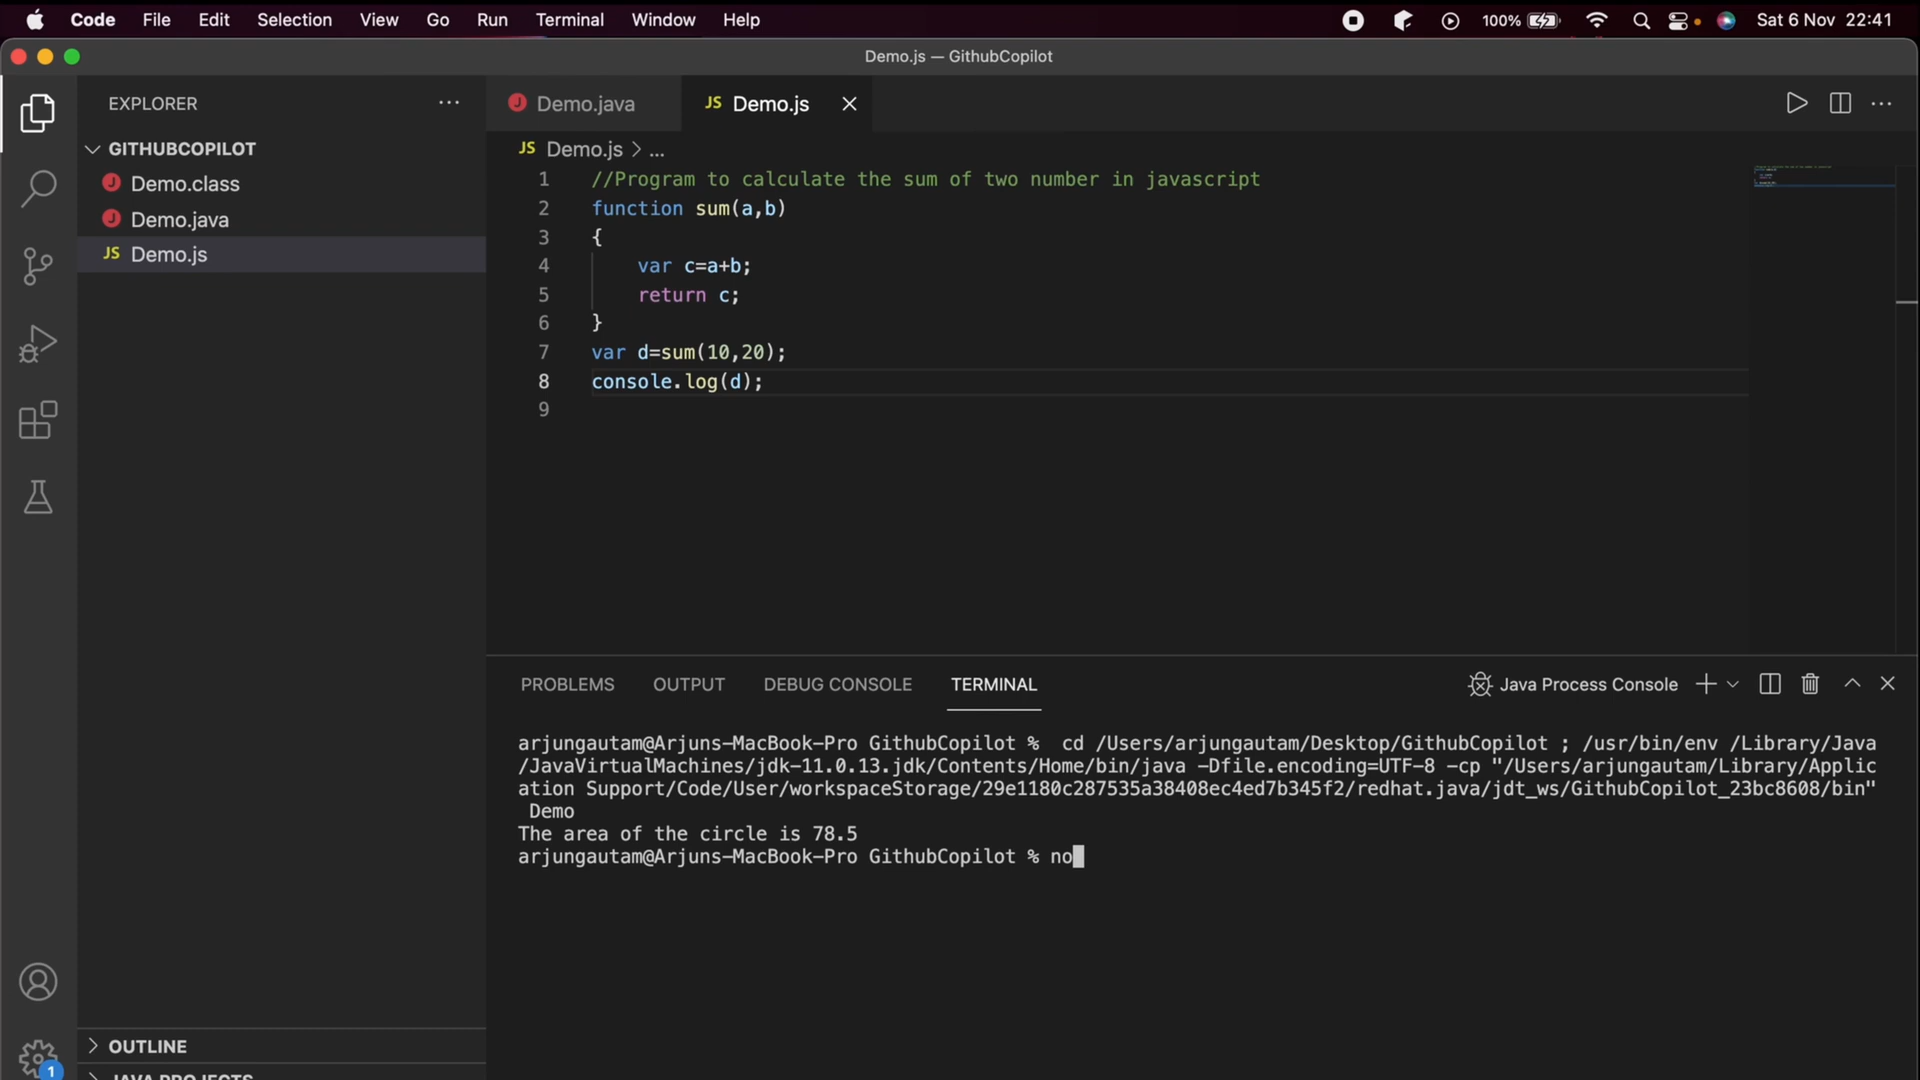 Code File Edit Selection View Go Run Terminal Window Help 100% Sat 6 Nov 22:41
Demo.js — GithubCopilot
EXPLORER ...
GITHUBCOPILOT
J Demo.class
J Demo.java
JS Demo.js
J Demo.java JS Demo.js
JS Demo.js > ...
1 //Program to calculate the sum of two number in javascript
2 function sum(a,b)
3 {
4 var c=a+b;
5 return c;
6 }
7 var d=sum(10,20);
8 console.log(d);
9
PROBLEMS OUTPUT DEBUG CONSOLE TERMINAL Java Process Console
arjungautam@Arjuns-MacBook-Pro GithubCopilot %  cd /Users/arjungautam/Desktop/GithubCopilot ; /usr/bin/env /Library/Java
/JavaVirtualMachines/jdk-11.0.13.jdk/Contents/Home/bin/java -Dfile.encoding=UTF-8 -cp "/Users/arjungautam/Library/Applic
ation Support/Code/User/workspaceStorage/29e1180c287535a38408ec4ed7b345f2/redhat.java/jdt_ws/GithubCopilot_23bc8608/bin"
Demo
The area of the circle is 78.5
arjungautam@Arjuns-MacBook-Pro GithubCopilot % no
OUTLINE
1
JAVA PROJECTS